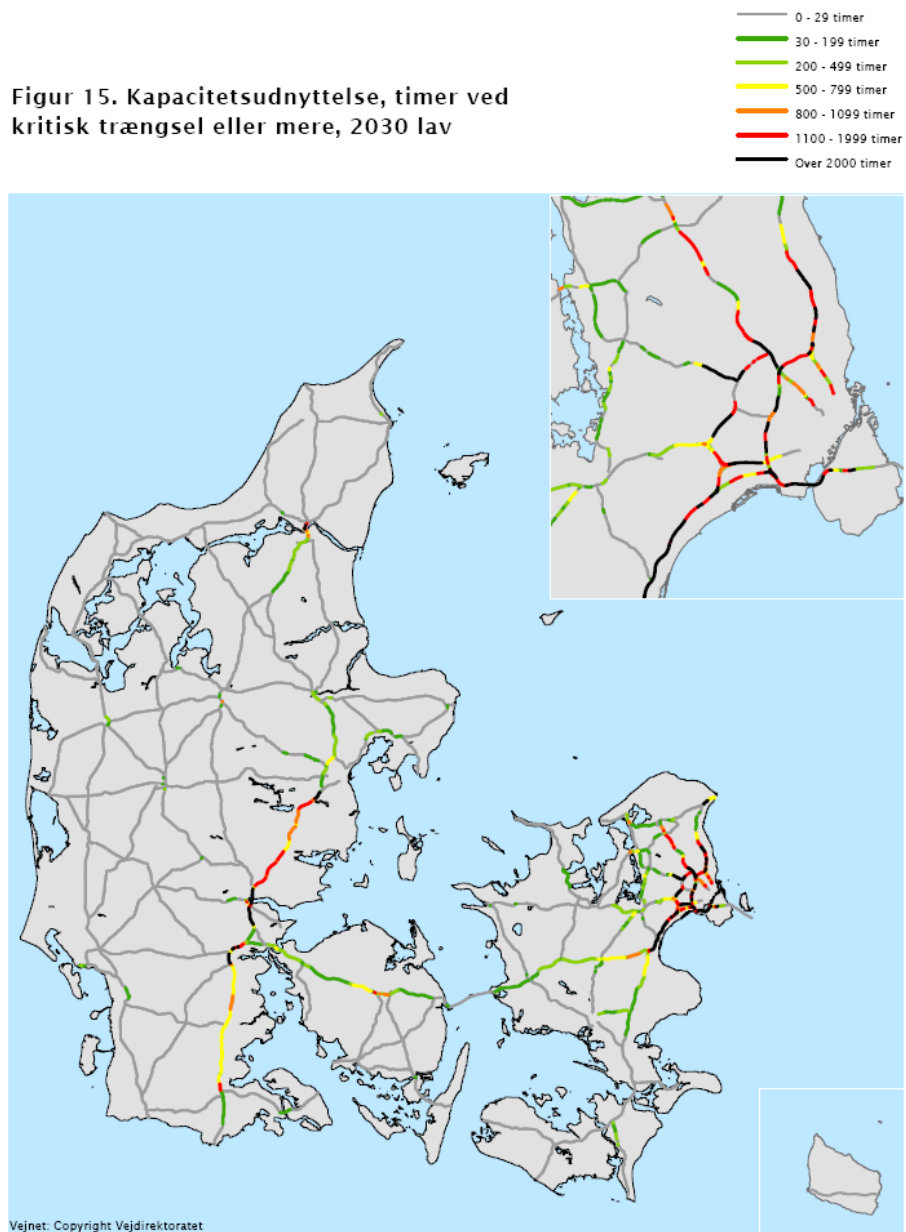 0 - 29 timer
30 - 199 timer
200 - 499 timer
500 - 799 timer
800 - 1099 timer
1100 - 1999 timer
Over 2000 timer
Figur 15. Kapacitetsudnyttelse, timer ved
kritisk trængsel eller mere, 2030 lav
Vejnet: Copyright Vejdirektoratet